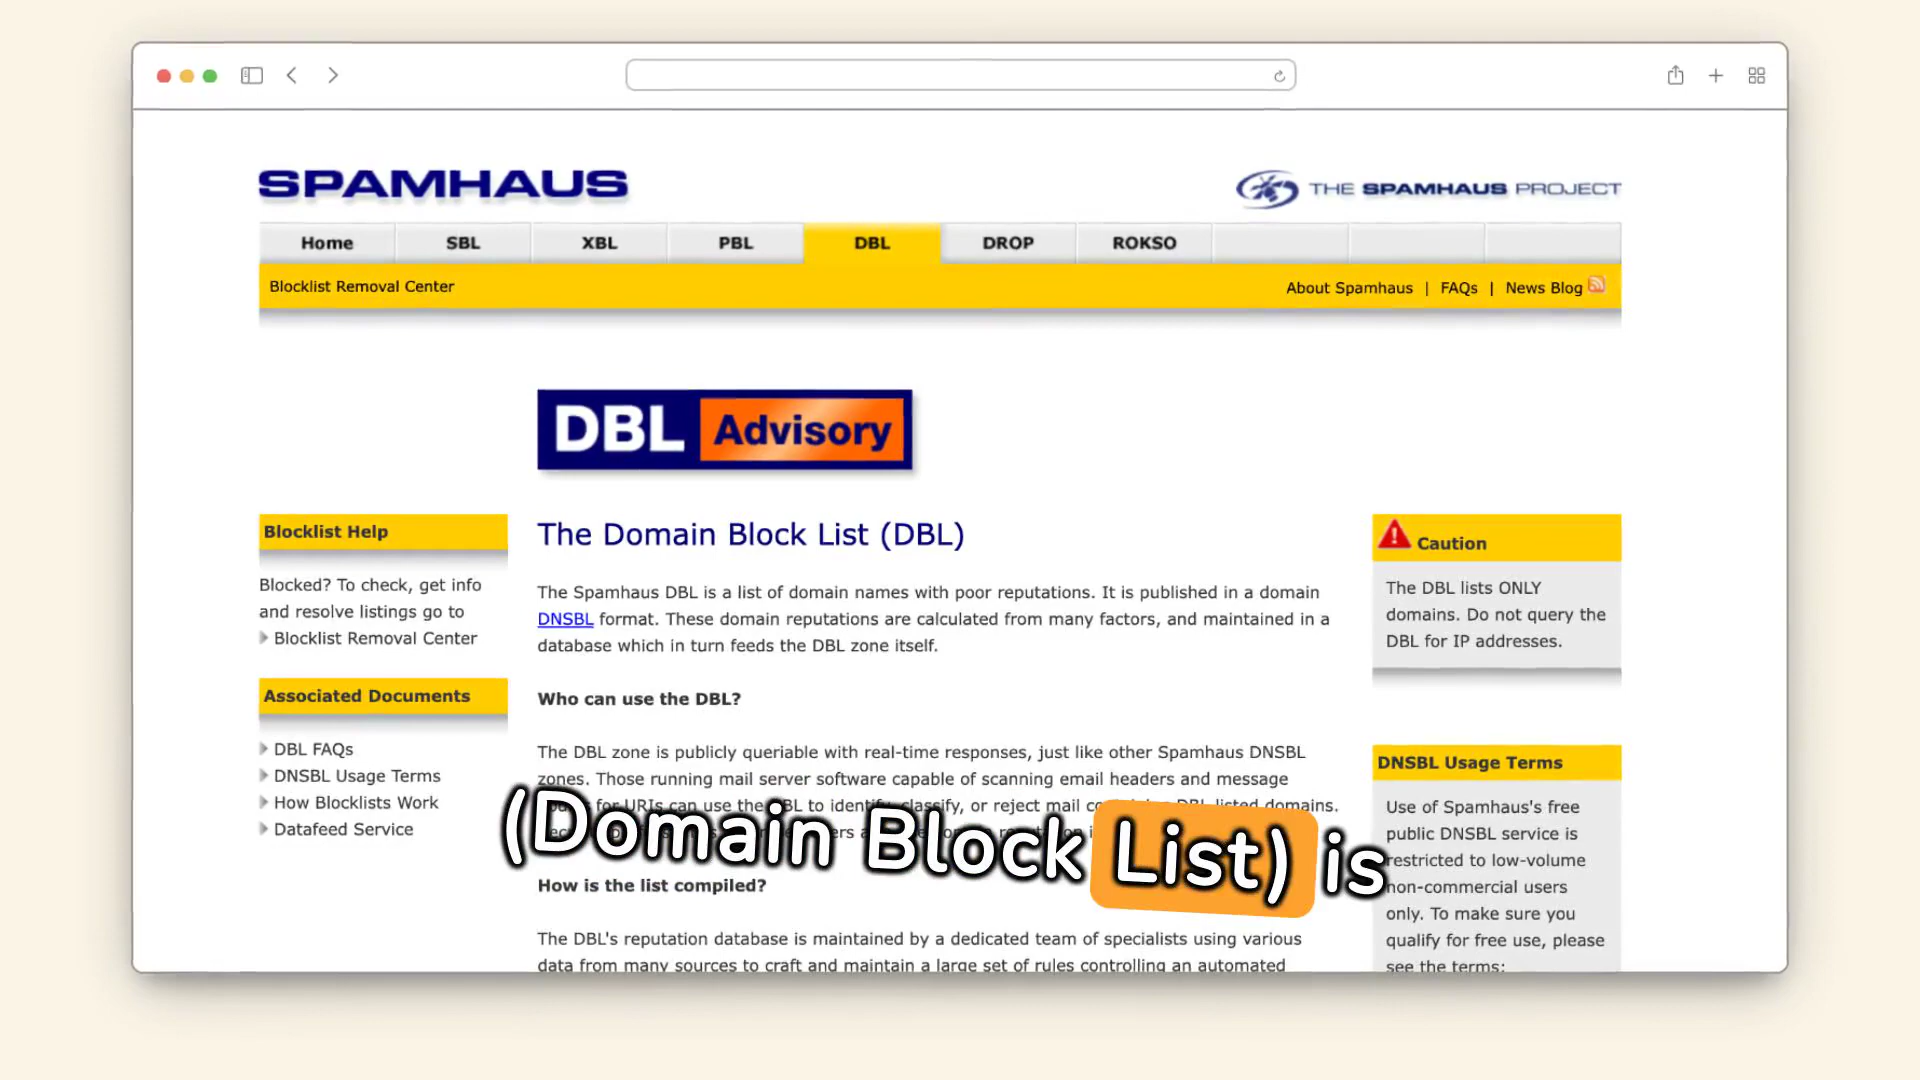 SPAMHAUS
THE SPAMHAUS PROJECT
Home SBL XBL PBL DBL DROP ROKSO
Blocklist Removal Center
About Spamhaus | FAQs | News Blog
DBL Advisory
Blocklist Help
Blocked? To check, get info
and resolve listings go to
Blocklist Removal Center
Associated Documents
DBL FAQs
DNSBL Usage Terms
How Blocklists Work
Datafeed Service
The Domain Block List (DBL)
The Spamhaus DBL is a list of domain names with poor reputations. It is published in a domain
DNSBL format. These domain reputations are calculated from many factors, and maintained in a
database which in turn feeds the DBL zone itself.
Who can use the DBL?
The DBL zone is publicly queriable with real-time responses, just like other Spamhaus DNSBL
zones. Those running mail server software capable of scanning email headers and message
for URIs can use the DBL to identify, classify, or reject mail DBL-listed domains.
(Domain Block List) is
How is the list compiled?
The DBL's reputation database is maintained by a dedicated team of specialists using various
data from many sources to craft and maintain a large set of rules controlling an automated
Caution
The DBL lists ONLY
domains. Do not query the
DBL for IP addresses.
DNSBL Usage Terms
Use of Spamhaus's free
public DNSBL service is
restricted to low-volume
non-commercial users
only. To make sure you
qualify for free use, please
see the terms: